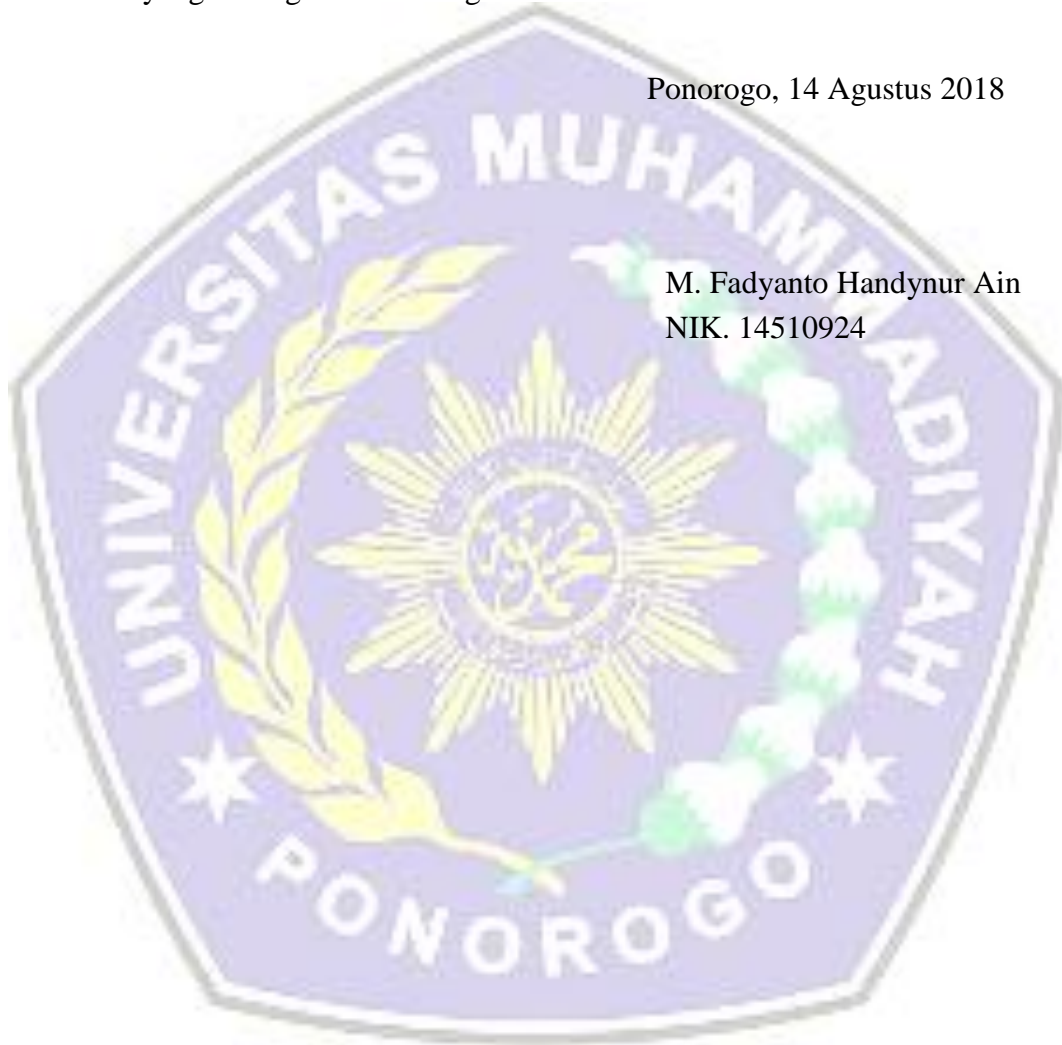 Ponorogo, 14 Agustus 2018
M. Fadyanto Handynur Ain
NIK. 14510924
UNIVERSITAS MUHAMMADIYAH
PONOROGO